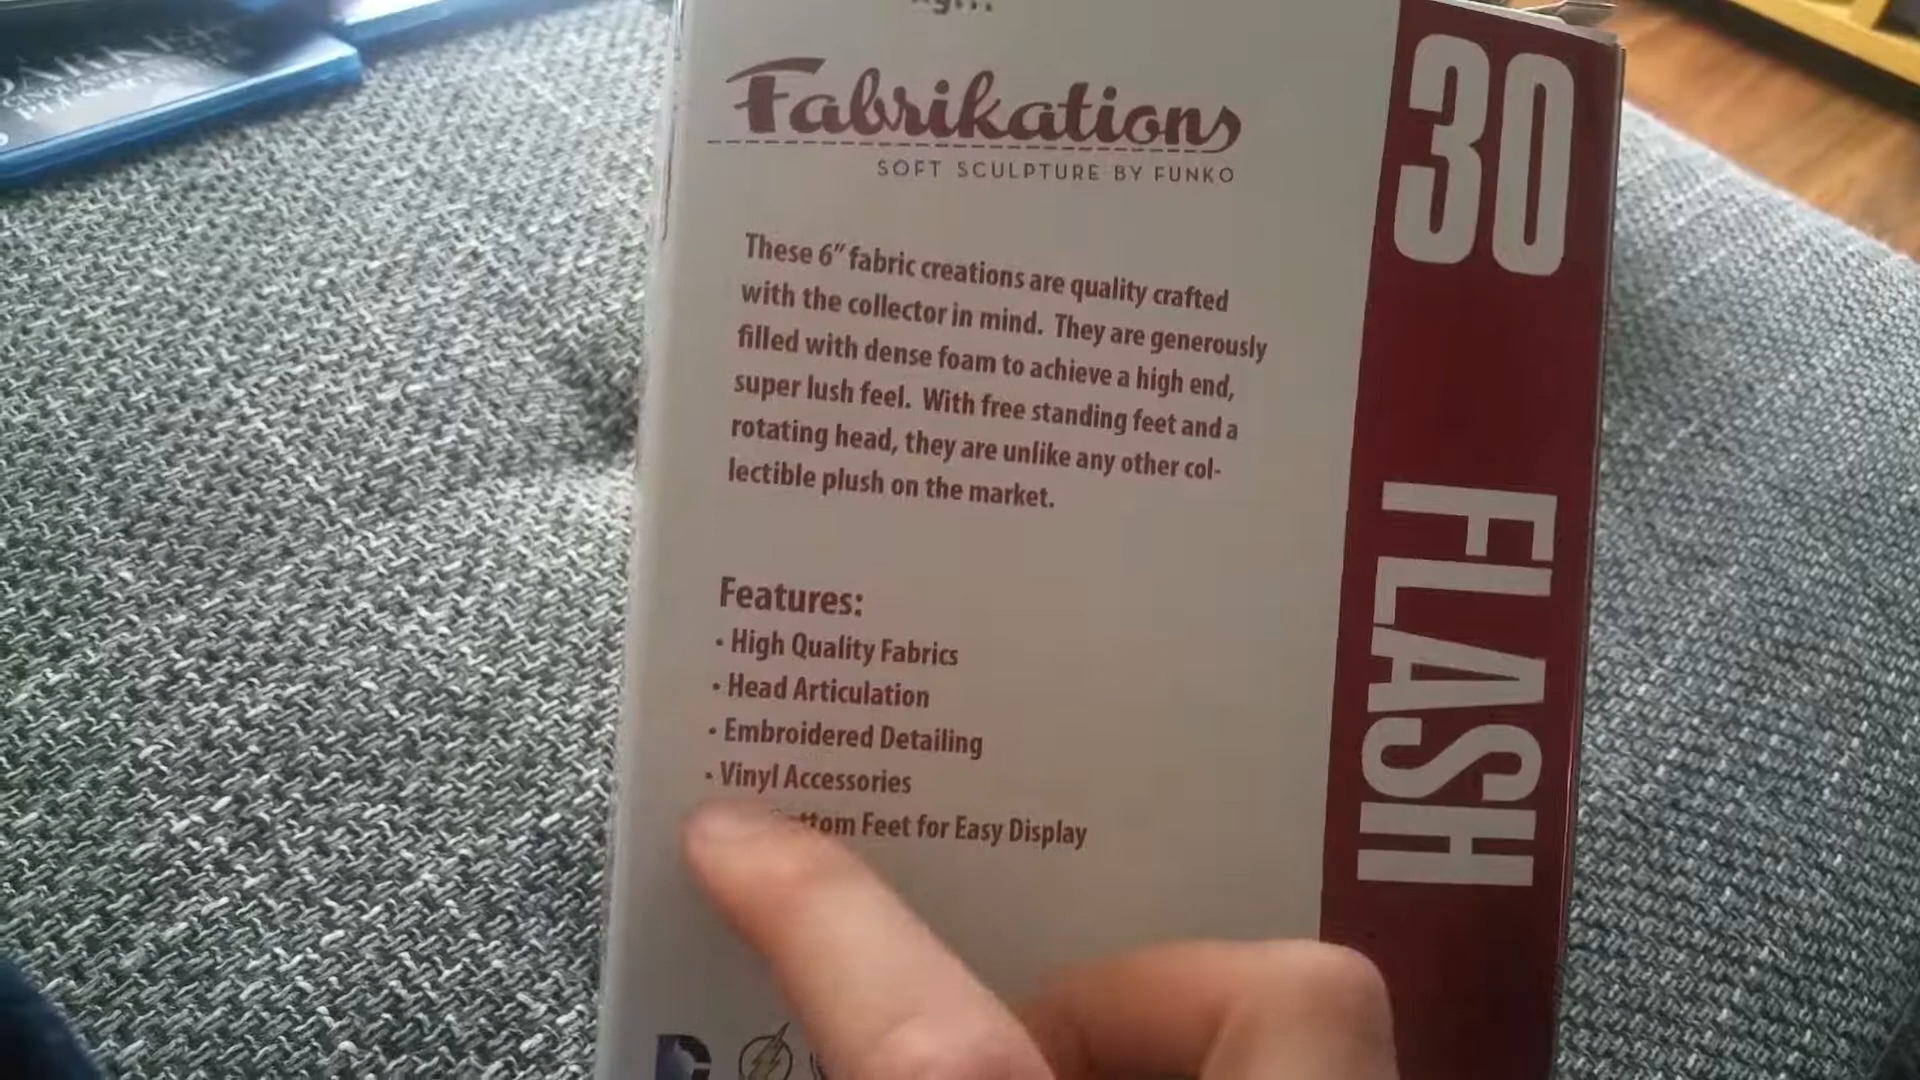 Fabrikations
SOFT SCULPTURE BY FUNKO
These 6" fabric creations are quality crafted
with the collector in mind. They are generously
filled with dense foam to achieve a high end,
super lush feel. With free standing feet and a
rotating head, they are unlike any other col-
lectible plush on the market.
Features:
• High Quality Fabrics
• Head Articulation
• Embroidered Detailing
• Vinyl Accessories
Feet for Easy Display
30
FLASH